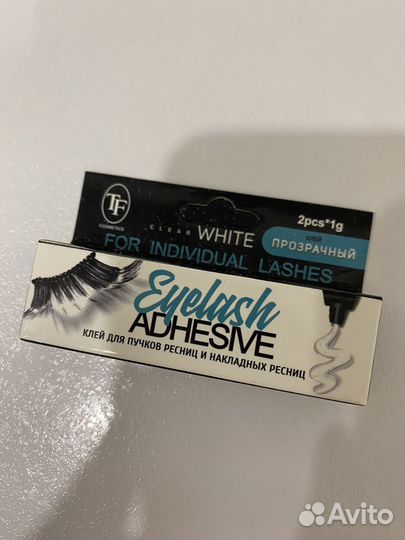 TF
COSMETICS
CLEAR WHITE
2pcs*1g
КЛЕЙ
ПРОЗРАЧНЫЙ
FOR INDIVIDUAL LASHES
Eyelash
ADHESIVE
КЛЕЙ ДЛЯ ПУЧКОВ РЕСНИЦ И НАКЛАДНЫХ РЕСНИЦ
Avito